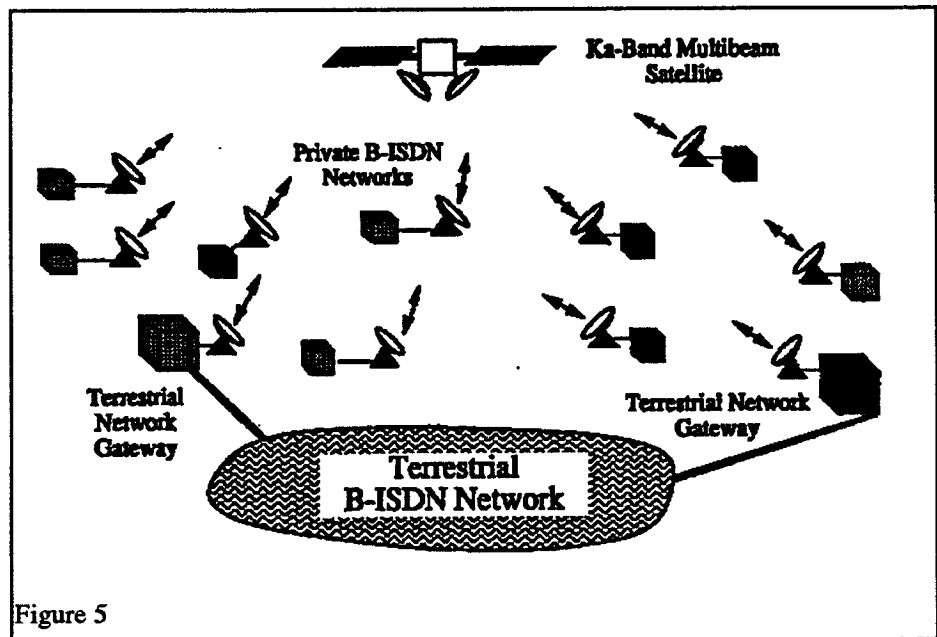 Ka-Band Multibeam
Satellite
Private B-ISDN
Networks
Terrestrial
Network
Gateway
Terrestrial Network
Gateway
Terrestrial
B-ISDN Network
Figure 5